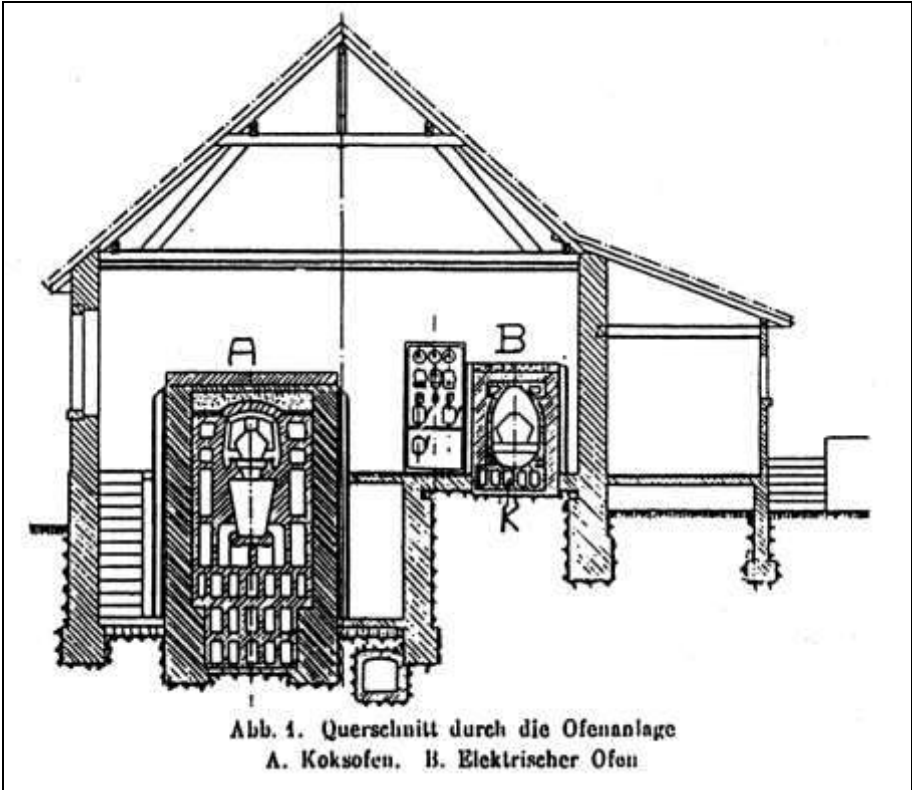 A
B
K
Abb. 1. Querschnitt durch die Ofenanlage
A. Koksofen. B. Elektrischer Ofen